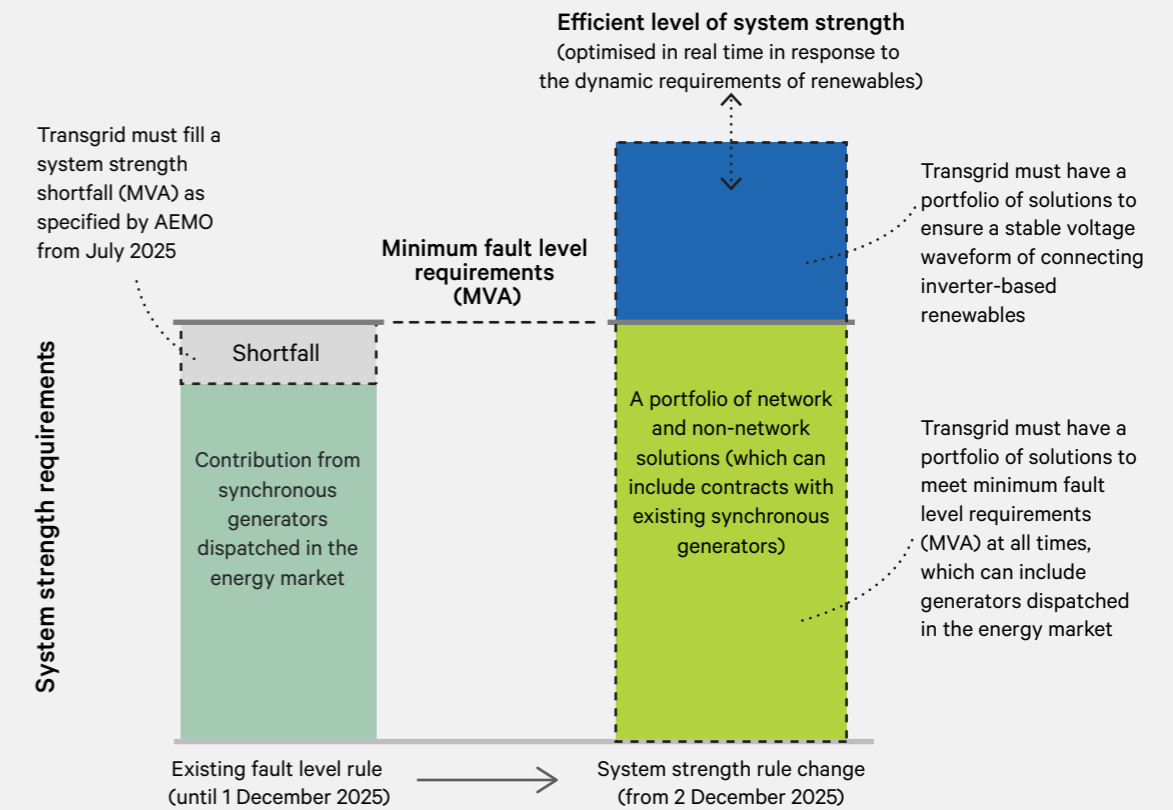 Efficient level of system strength
(optimised in real time in response to
the dynamic requirements of renewables)
Transgrid must fill a
system strength
shortfall (MVA) as
specified by AEMO
from July 2025
Minimum fault level
requirements
(MVA)
Transgrid must have a
portfolio of solutions to
ensure a stable voltage
waveform of connecting
inverter-based
renewables
System strength requirements
Shortfall
Contribution from
synchronous
generators
dispatched in the
energy market
A portfolio of network
and non-network
solutions (which can
include contracts with
existing synchronous
generators)
Transgrid must have a
portfolio of solutions to
meet minimum fault
level requirements
(MVA) at all times,
which can include
generators dispatched
in the energy market
Existing fault level rule
(until 1 December 2025)
System strength rule change
(from 2 December 2025)